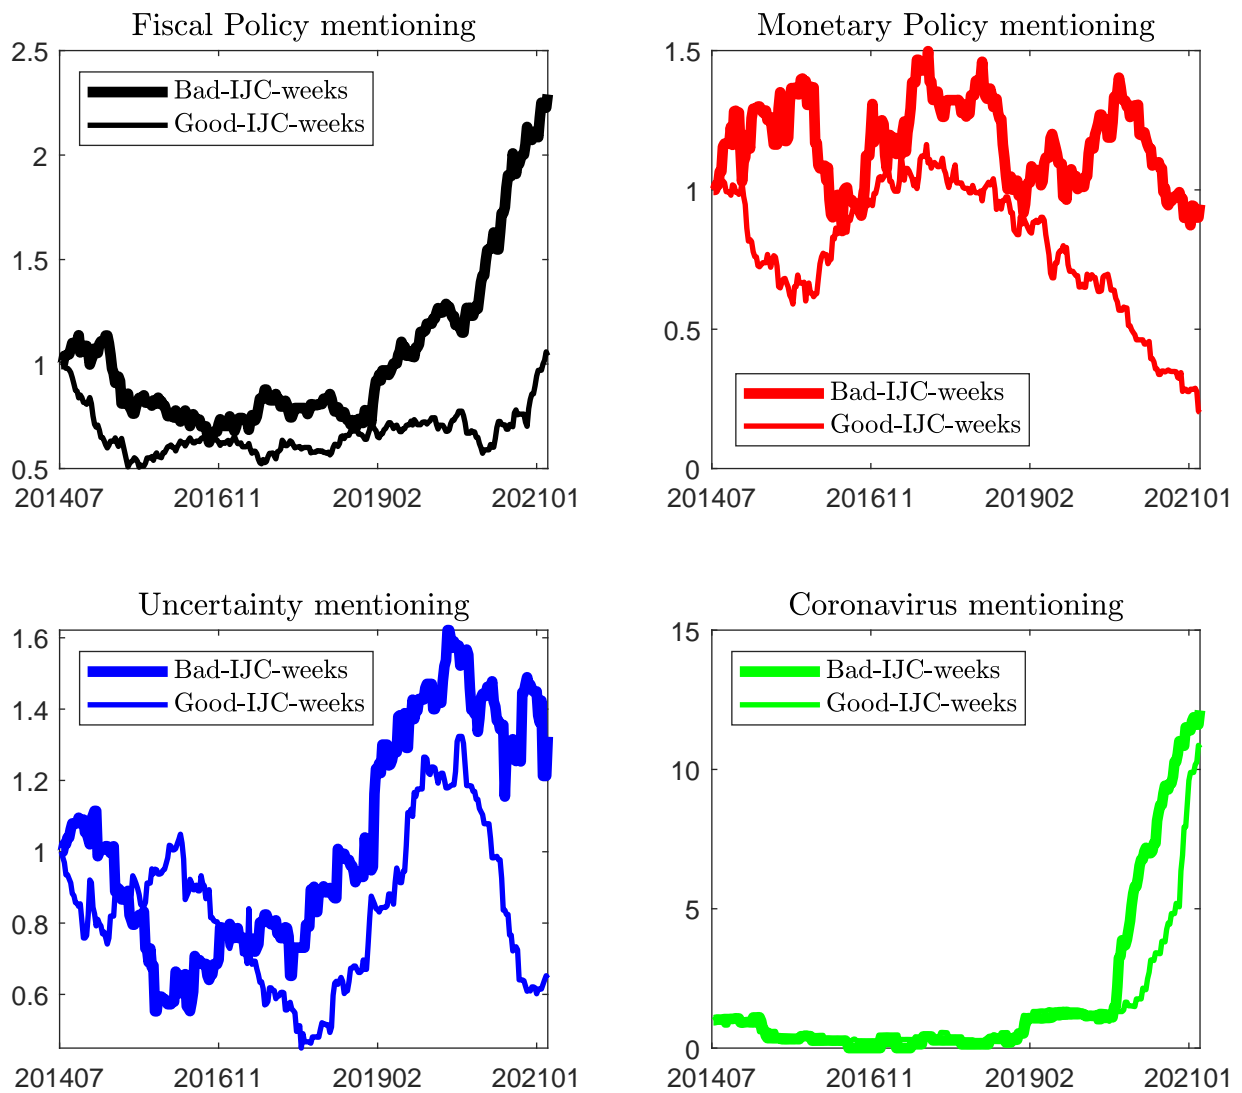 Fiscal Policy mentioning
2.5
2
1.5
1
0.5
Bad-IJC-weeks
Good-IJC-weeks
201407 201611 201902 202101
Monetary Policy mentioning
1.5
1
0.5
0
Bad-IJC-weeks
Good-IJC-weeks
201407 201611 201902 202101
Uncertainty mentioning
1.6
1.4
1.2
1
0.8
0.6
Bad-IJC-weeks
Good-IJC-weeks
201407 201611 201902 202101
Coronavirus mentioning
15
10
5
0
Bad-IJC-weeks
Good-IJC-weeks
201407 201611 201902 202101